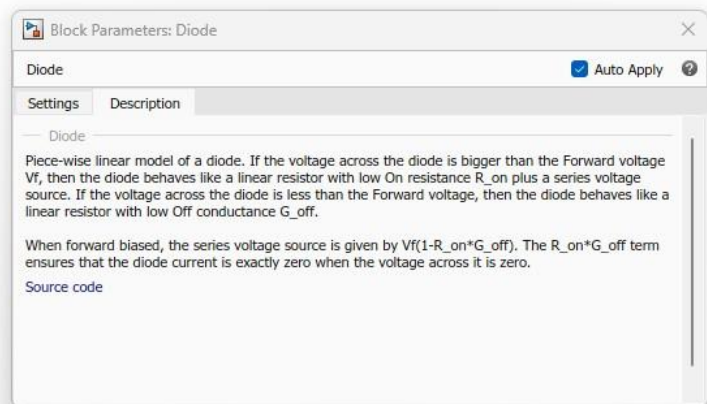 Block Parameters: Diode
Diode
Auto Apply
Settings Description
Diode
Piece-wise linear model of a diode. If the voltage across the diode is bigger than the Forward voltage
Vf, then the diode behaves like a linear resistor with low On resistance R_on plus a series voltage
source. If the voltage across the diode is less than the Forward voltage, then the diode behaves like a
linear resistor with low Off conductance G_off.
When forward biased, the series voltage source is given by Vf(1-R_on*G_off). The R_on*G_off term
ensures that the diode current is exactly zero when the voltage across it is zero.
Source code